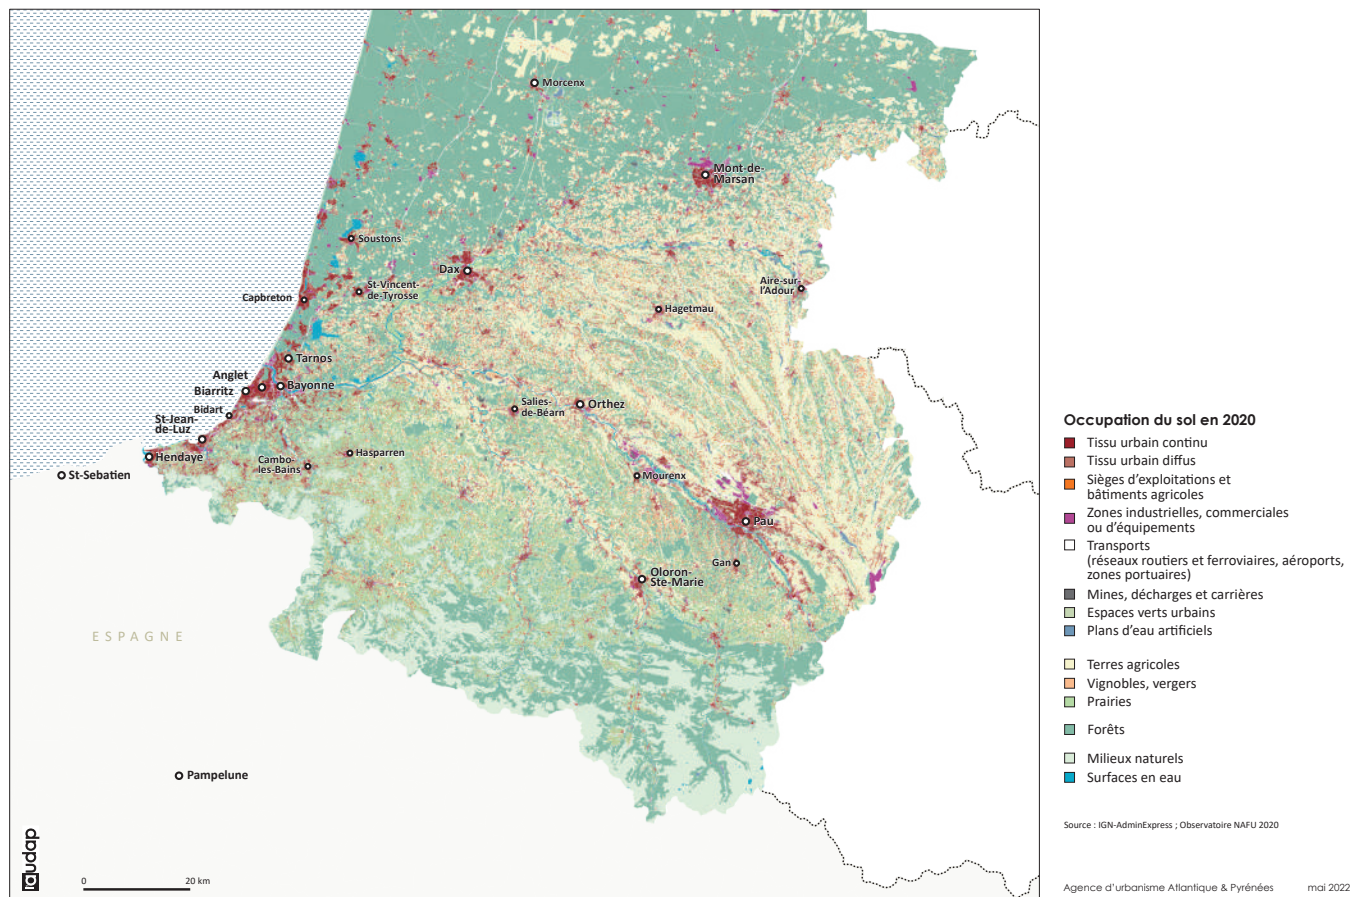 Morcenx
Mont-de-
Marsan
Soustons
Dax
St-Vincent-
de-Tyrosse
Capbreton
Aire-sur-
l'Adour
Hagetmau
Tarnos
Anglet
Bayonne
Biarritz
Bidart
Salies-
de-Béarn
Orthez
St-Jean-
de-Luz
Hendaye
Cambo-
les-Bains
Hasparren
St-Sebatien
Mourenx
Pau
Gan
Oloron-
Ste-Marie
ESPAGNE
Pampelune
audap
0 20 km
Occupation du sol en 2020
Tissu urbain continu
Tissu urbain diffus
Sièges d'exploitations et
bâtiments agricoles
Zones industrielles, commerciales
ou d'équipements
Transports
(réseaux routiers et ferroviaires, aéroports,
zones portuaires)
Mines, décharges et carrières
Espaces verts urbains
Plans d'eau artificiels
Terres agricoles
Vignobles, vergers
Prairies
Forêts
Milieux naturels
Surfaces en eau
Source : IGN-AdminExpress ; Observatoire NAFU 2020
Agence d'urbanisme Atlantique & Pyrénées mai 2022